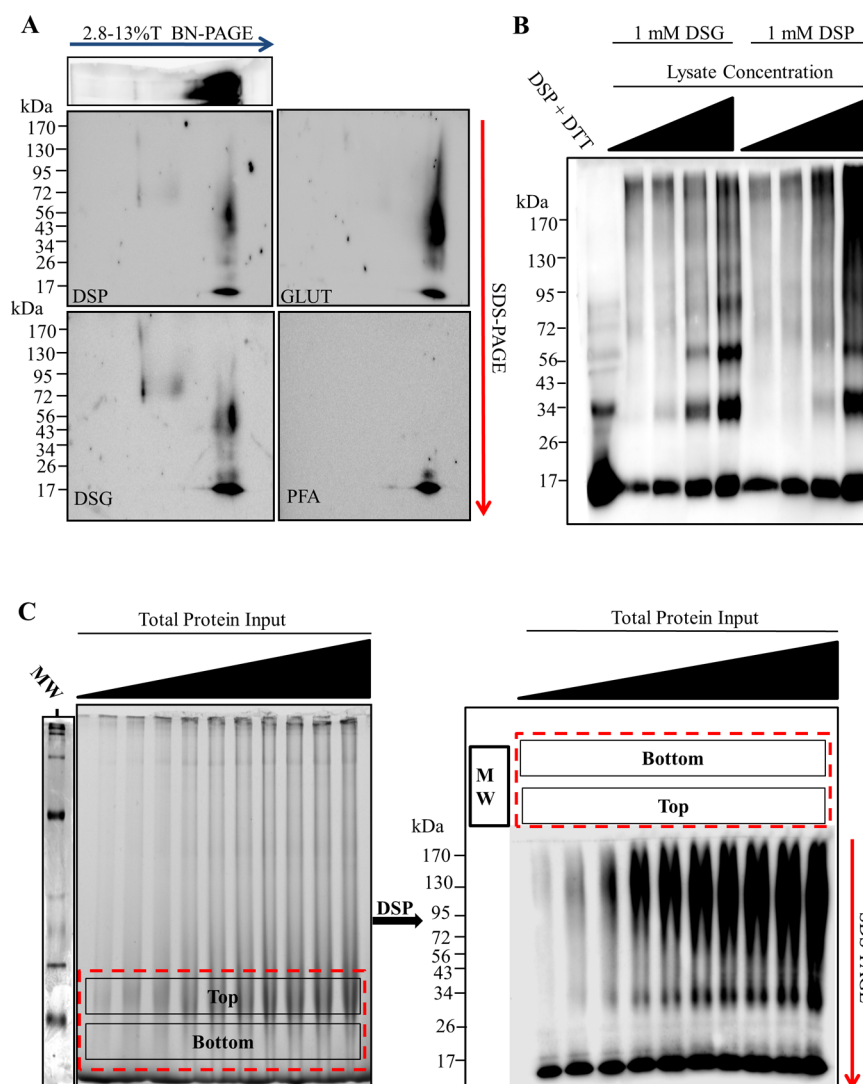 A
2.8-13%T BN-PAGE
kDa
170
130
95
72
56
43
34
26
17
DSP
GLUT
kDa
170
130
95
72
56
43
34
26
17
DSG
PFA
SDS-PAGE
B
1 mM DSG
1 mM DSP
Lysate Concentration
DSP + DTT
kDa
170
130
95
72
56
43
34
26
17
C
Total Protein Input
MW
Top
Bottom
DSP
Total Protein Input
M
W
Bottom
Top
kDa
170
130
95
72
56
43
34
26
17